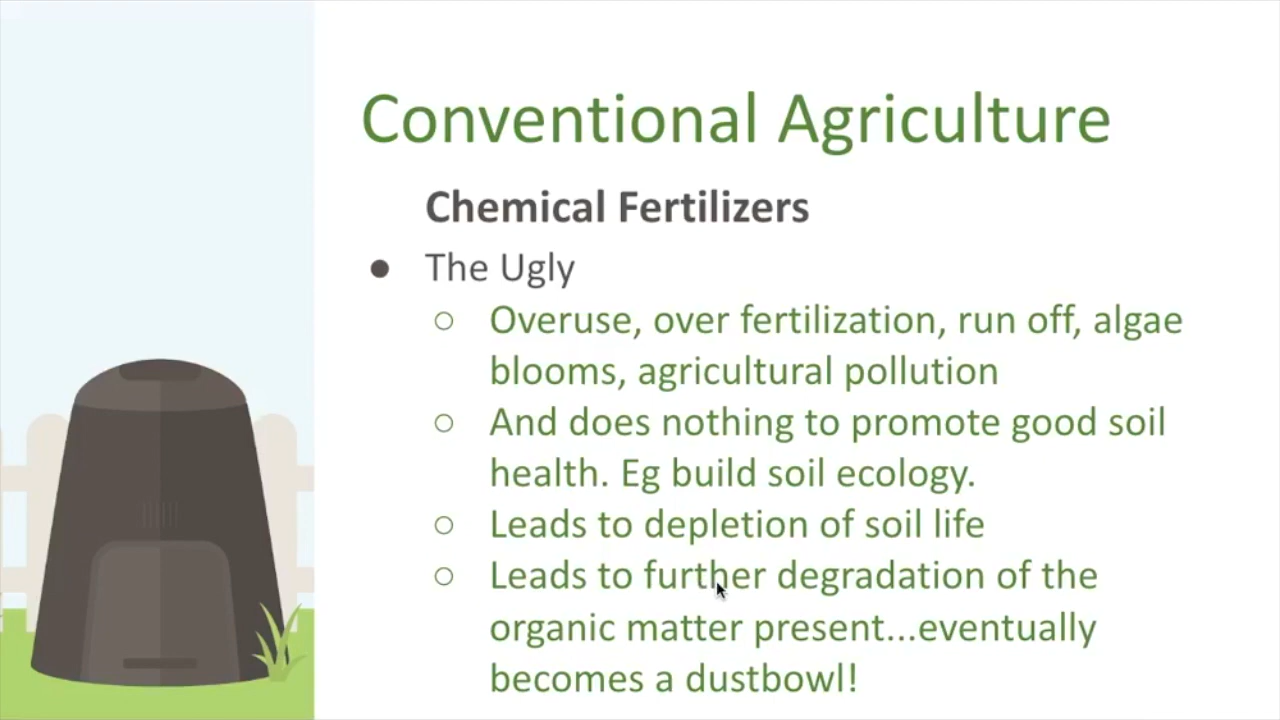 Conventional Agriculture
Chemical Fertilizers
● The Ugly
○ Overuse, over fertilization, run off, algae
blooms, agricultural pollution
○ And does nothing to promote good soil
health. Eg build soil ecology.
○ Leads to depletion of soil life
○ Leads to further degradation of the
organic matter present...eventually
becomes a dustbowl!